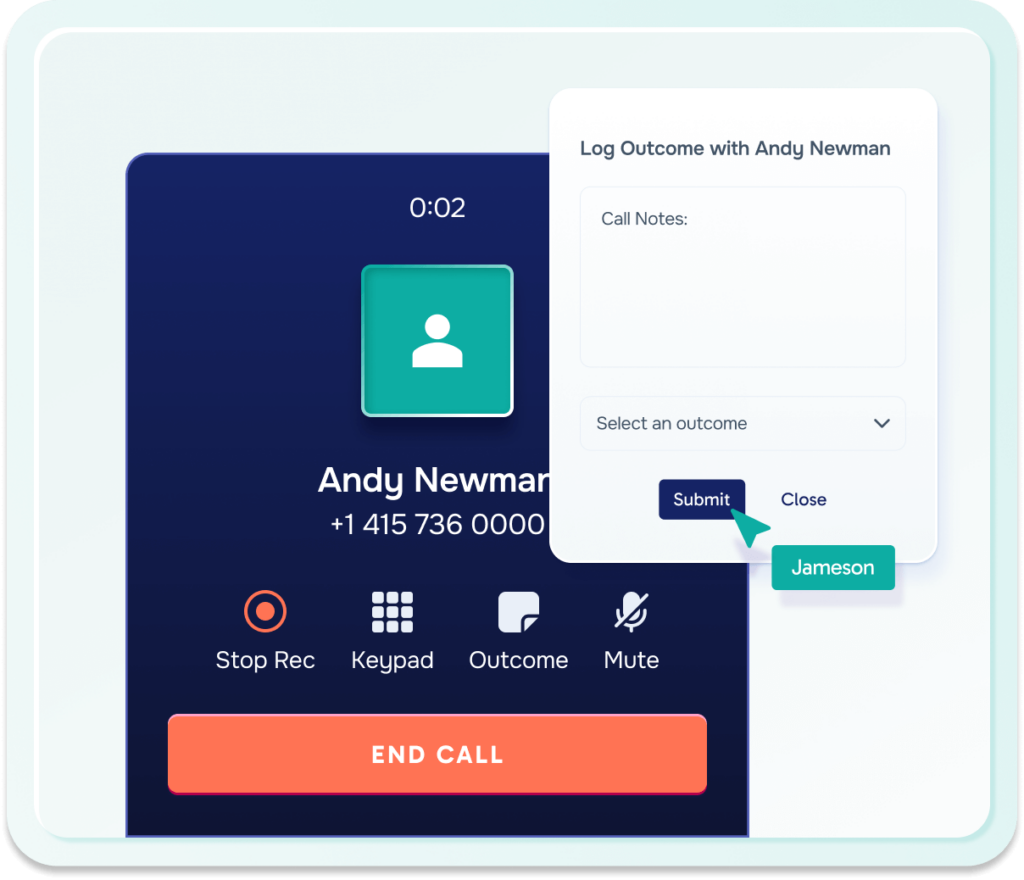 0:02
Andy Newman
+1 415 736 0000
Stop Rec
Keypad
Outcome
Mute
END CALL
Log Outcome with Andy Newman
Call Notes:
Select an outcome
Submit
Close
Jameson